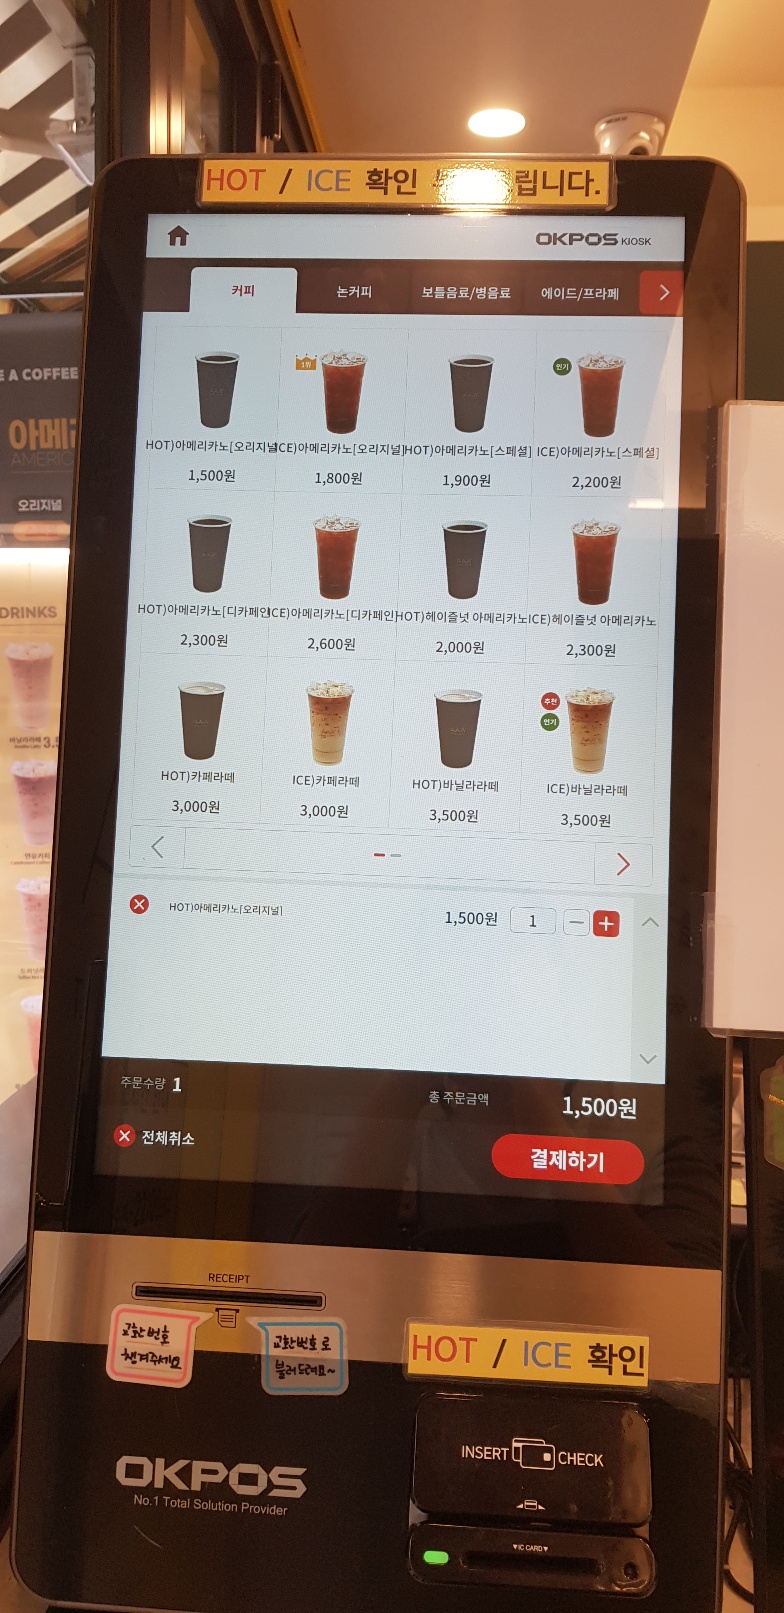 HOT / ICE 확인 립니다.
OKPOS KIOSK
커피 논커피 보틀음료/병음료 에이드/프라페
1위
인기
HOT)아메리카노[오리지널 ICE)아메리카노[오리지널] HOT)아메리카노[스페셜] ICE)아메리카노[스페셜]
1,500원 1,800원 1,900원 2,200원
HOT)아메리카노[디카페인 ICE)아메리카노[디카페인] HOT)헤이즐넛 아메리카노 ICE)헤이즐넛 아메리카노
2,300원 2,600원 2,000원 2,300원
추천
인기
HOT)카페라떼 ICE)카페라떼 HOT)바닐라라떼 ICE)바닐라라떼
3,000원 3,000원 3,500원 3,500원
HOT)아메리카노[오리지널] 1,500원 1
주문수량 1 총 주문금액 1,500원
전체취소 결제하기
RECEIPT
교환번호
챙겨주세요
교환번호로
불러드려요~
HOT / ICE 확인
INSERT CHECK
OKPOS
No.1 Total Solution Provider
IC CARD
E A COFFEE
아메리
AMERIC
오리지널
DRINKS